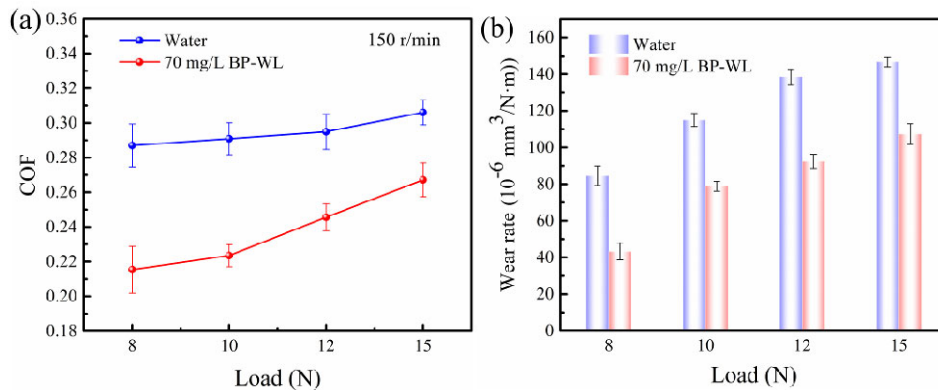 (a)
0.36
0.34
0.32
0.30
0.28
0.26
0.24
0.22
0.20
0.18
COF
Water
70 mg/L BP-WL
150 r/min
8 10 12 15
Load (N)
(b)
160
140
120
100
80
60
40
20
0
Wear rate (10⁻⁶ mm³/N·m))
Water
70 mg/L BP-WL
8 10 12 15
Load (N)